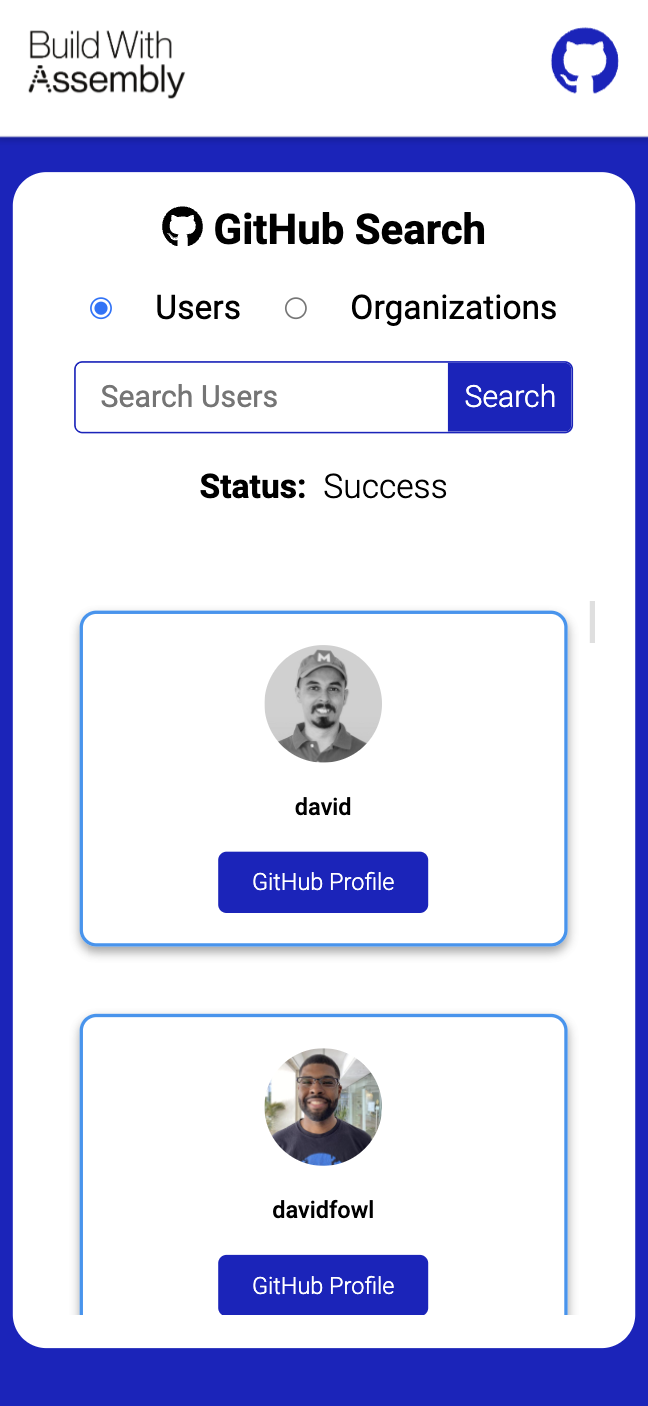 Build With
Assembly
GitHub Search
Users Organizations
Search Users Search
Status: Success
M
david
GitHub Profile
davidfowl
GitHub Profile